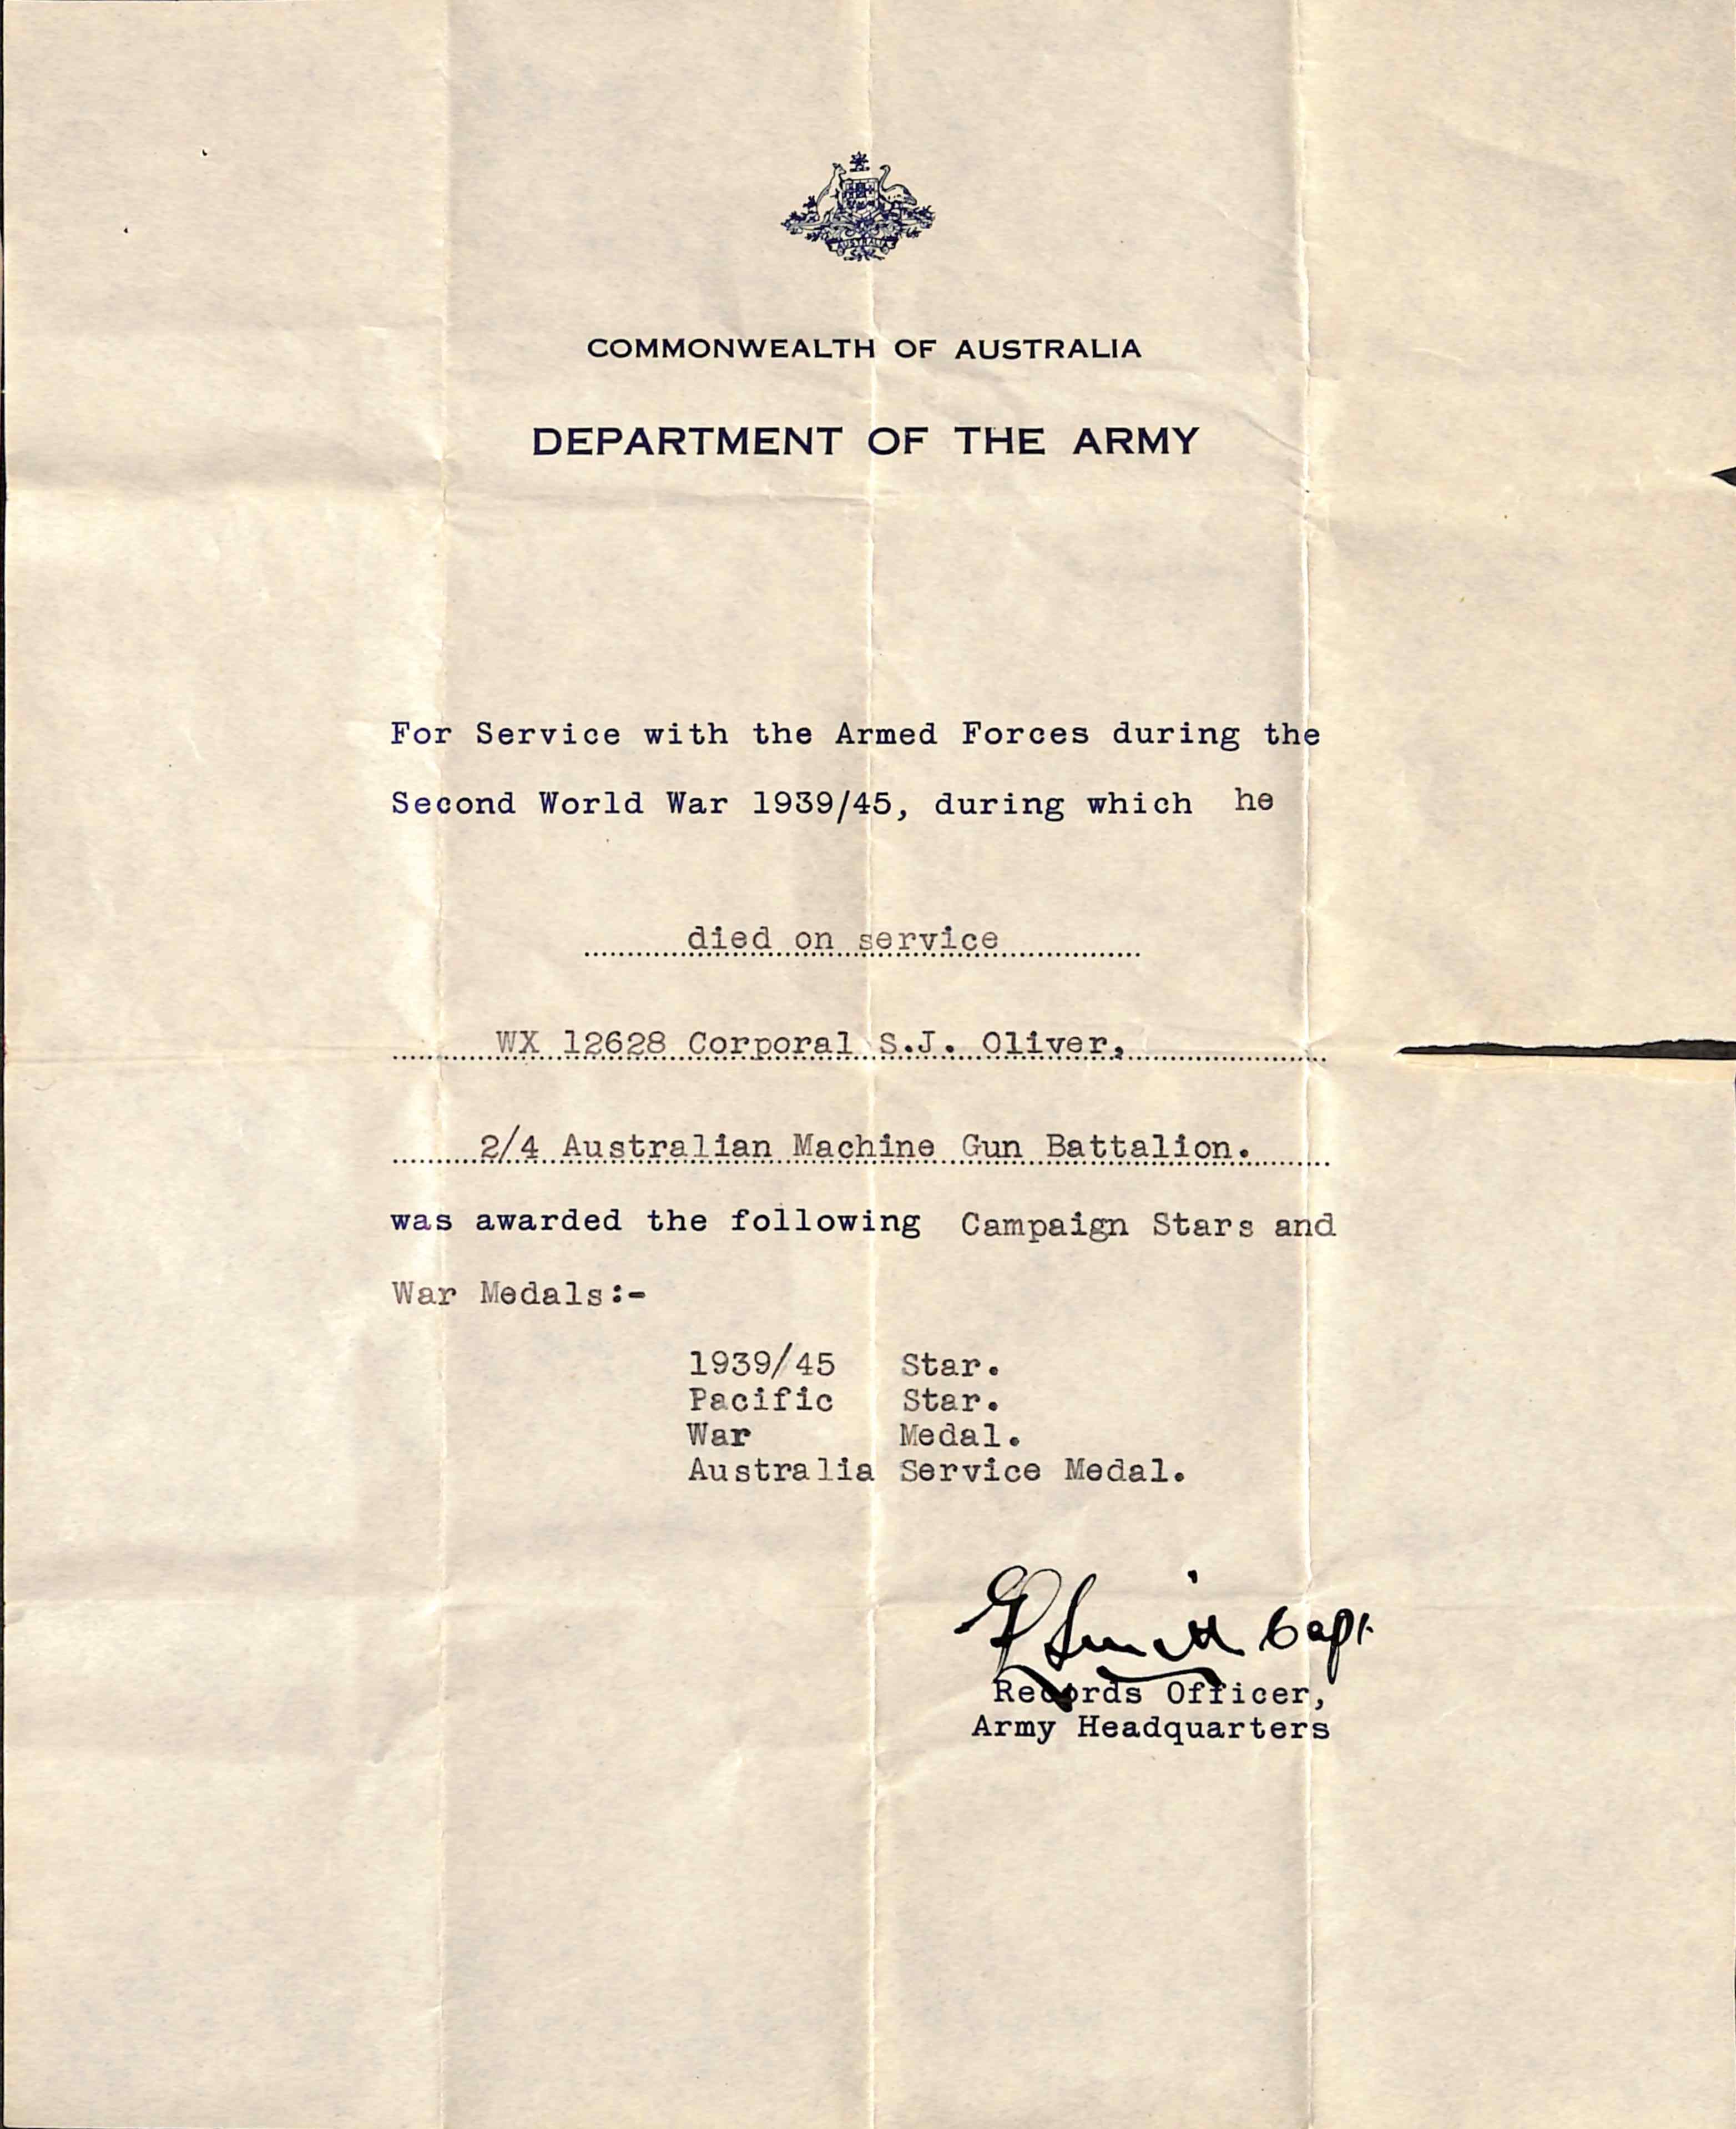 AUSTRALIA
COMMONWEALTH OF AUSTRALIA
DEPARTMENT OF THE ARMY
For Service with the Armed Forces during the
Second World War 1939/45, during which he
died on service
WX 12628 Corporal S.J. Oliver,
2/4 Australian Machine Gun Battalion.
was awarded the following Campaign Stars and
War Medals:-
1939/45 Star.
Pacific Star.
War Medal.
Australia Service Medal.
Smith Capt.
Records Officer,
Army Headquarters